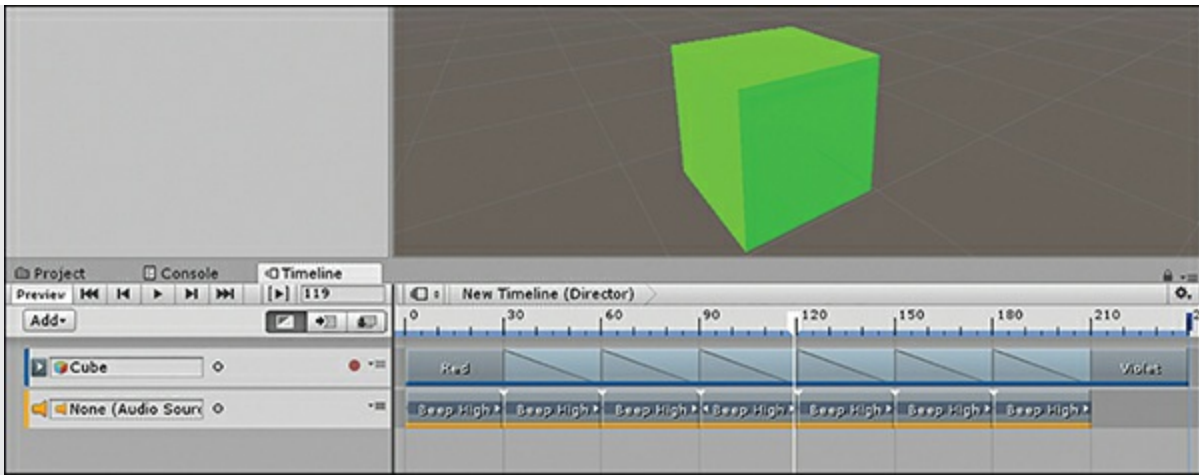 Project Console Timeline
Preview 119 New Timeline (Director)
Add
0 30 60 90 120 150 180 210
Cube Red Violet
None (Audio Sour Beep High Beep High Beep High Beep High Beep High Beep High Beep High